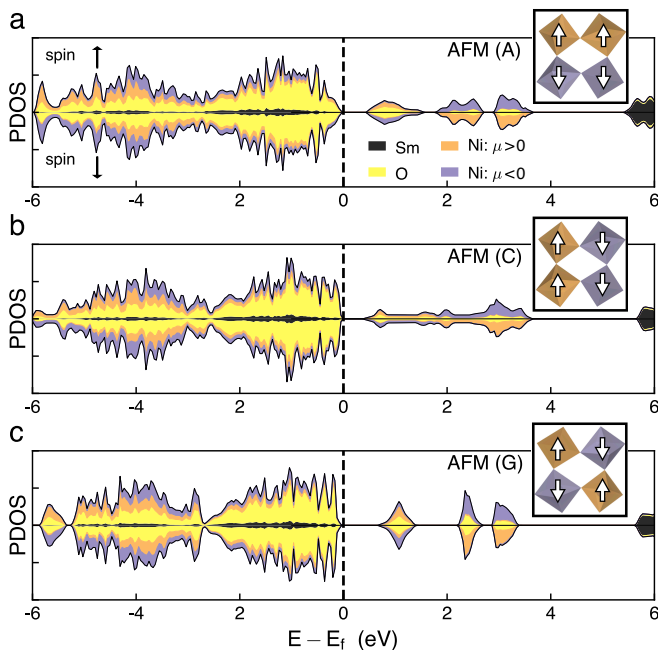 a
AFM (A)
spin
PDOS
spin
Sm
Ni: μ>0
O
Ni: μ<0
-6 -4 2 0 2 4 6
b
AFM (C)
PDOS
-6 -4 2 0 2 4 6
c
AFM (G)
PDOS
-6 -4 2 0 2 4 6
E − E_f (eV)